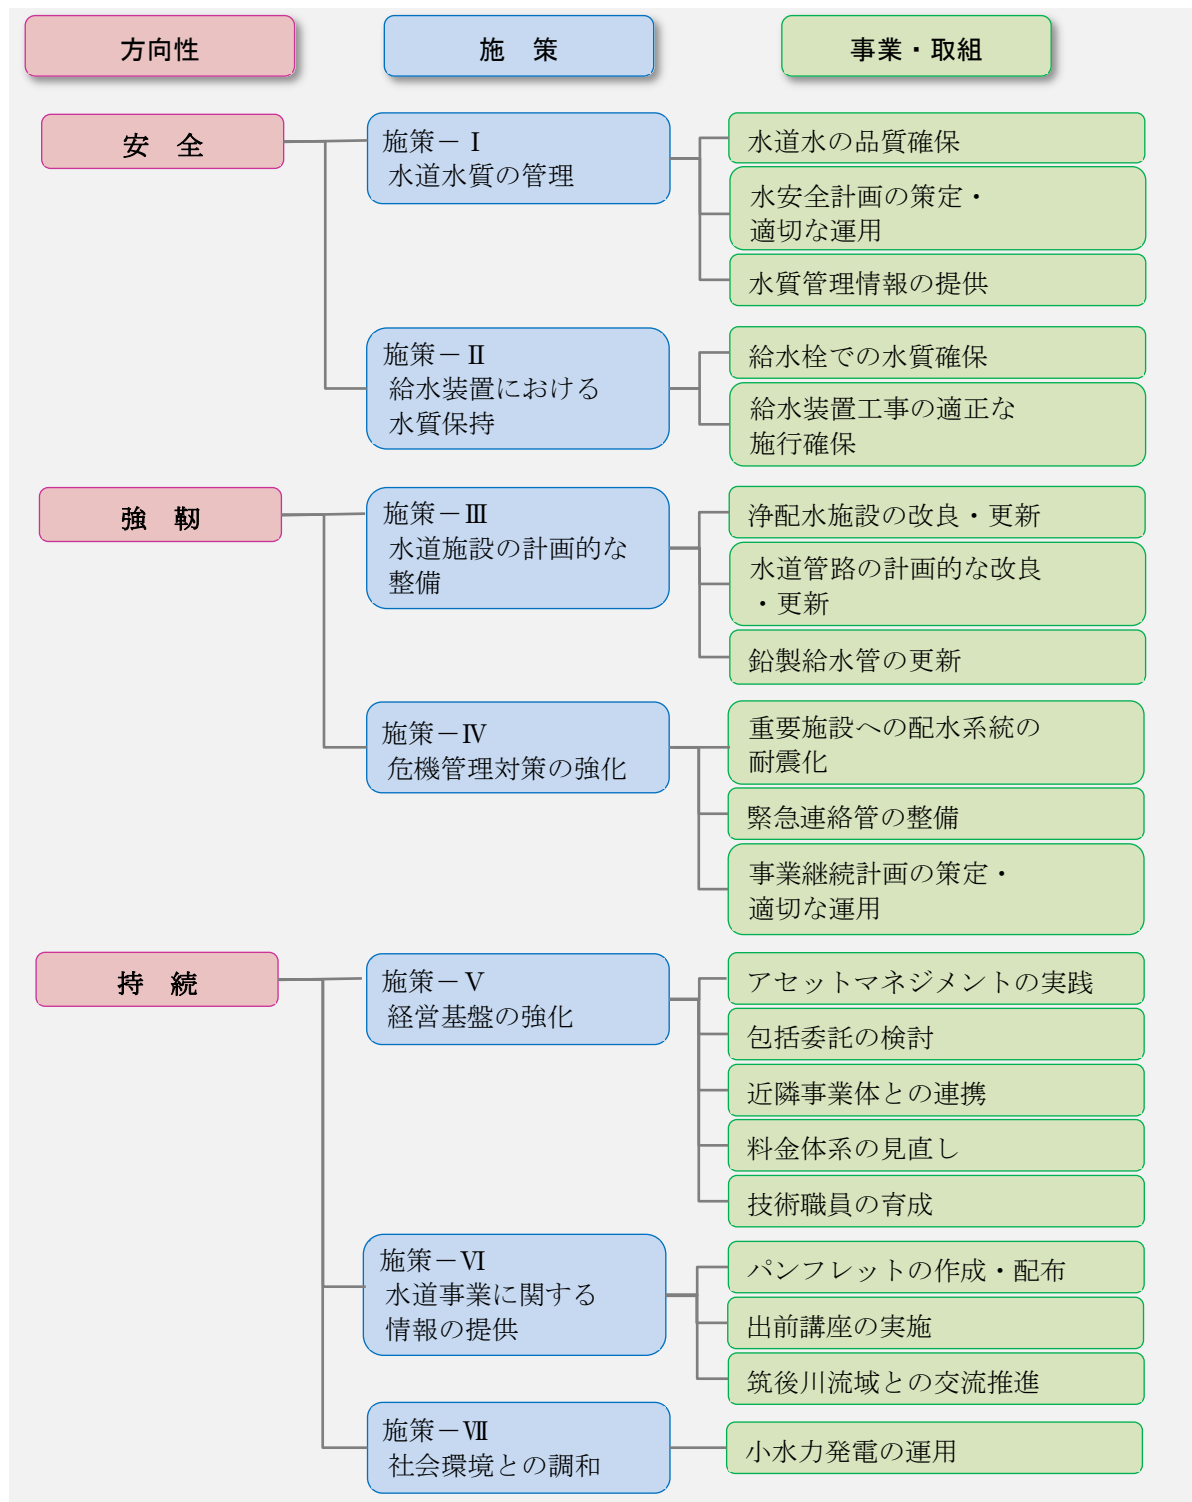 方向性
施　策
事業・取組
安　全
施策－Ⅰ
水道水質の管理
水道水の品質確保
水安全計画の策定・
適切な運用
水質管理情報の提供
施策－Ⅱ
給水装置における
水質保持
給水栓での水質確保
給水装置工事の適正な
施行確保
強　靭
施策－Ⅲ
水道施設の計画的な
整備
浄配水施設の改良・更新
水道管路の計画的な改良
・更新
鉛製給水管の更新
施策－Ⅳ
危機管理対策の強化
重要施設への配水系統の
耐震化
緊急連絡管の整備
事業継続計画の策定・
適切な運用
持　続
施策－Ⅴ
経営基盤の強化
アセットマネジメントの実践
包括委託の検討
近隣事業体との連携
料金体系の見直し
技術職員の育成
施策－Ⅵ
水道事業に関する
情報の提供
パンフレットの作成・配布
出前講座の実施
筑後川流域との交流推進
施策－Ⅶ
社会環境との調和
小水力発電の運用